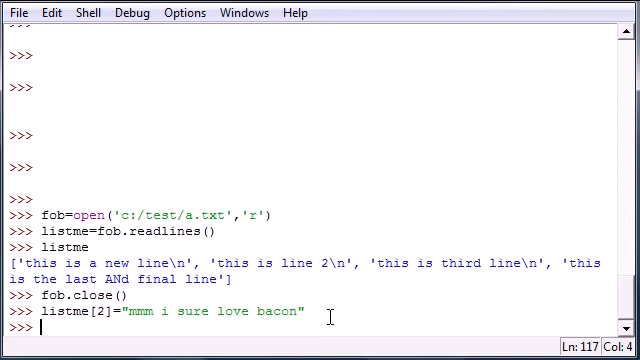 File Edit Shell Debug Options Windows Help
>>>
>>>
>>>
>>>
>>>
>>>
>>> fob=open('c:/test/a.txt','r')
>>> listme=fob.readlines()
>>> listme
['this is a new line\n', 'this is line 2\n', 'this is third line\n', 'this
is the last ANd final line']
>>> fob.close()
>>> listme[2]="mmm i sure love bacon"
>>>
Ln: 117 Col: 4